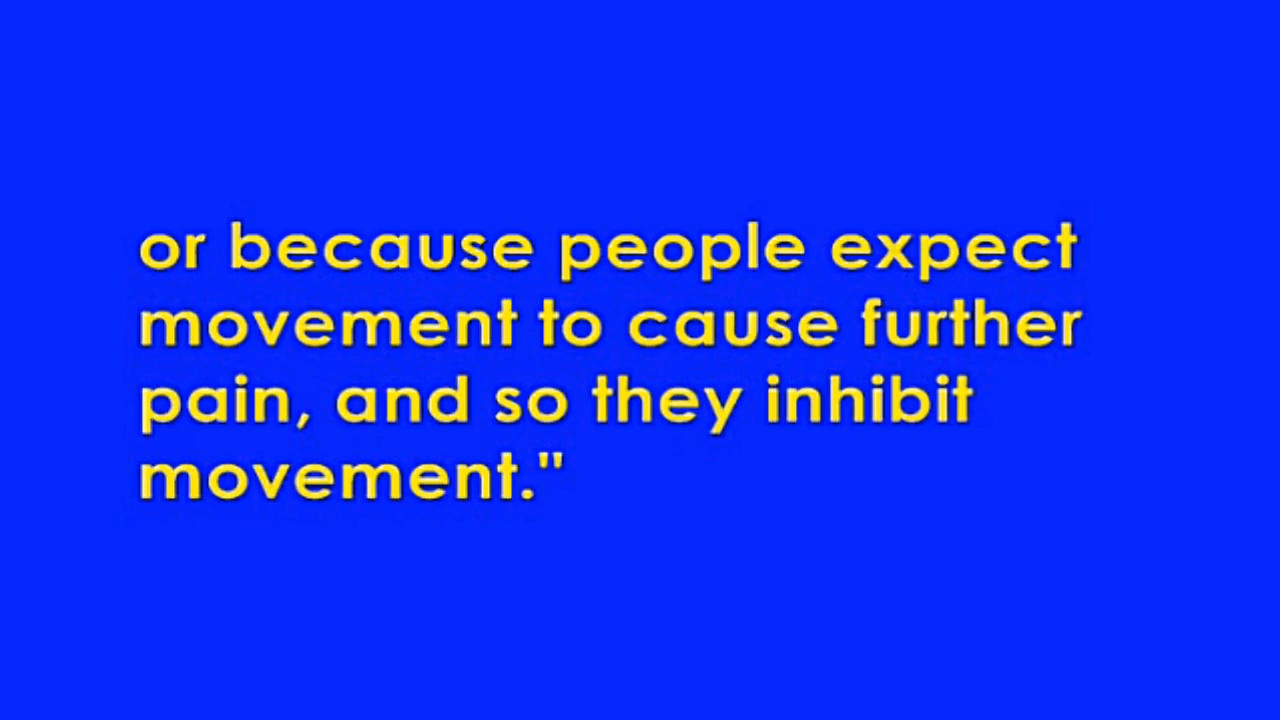 or because people expect
movement to cause further
pain, and so they inhibit
movement."